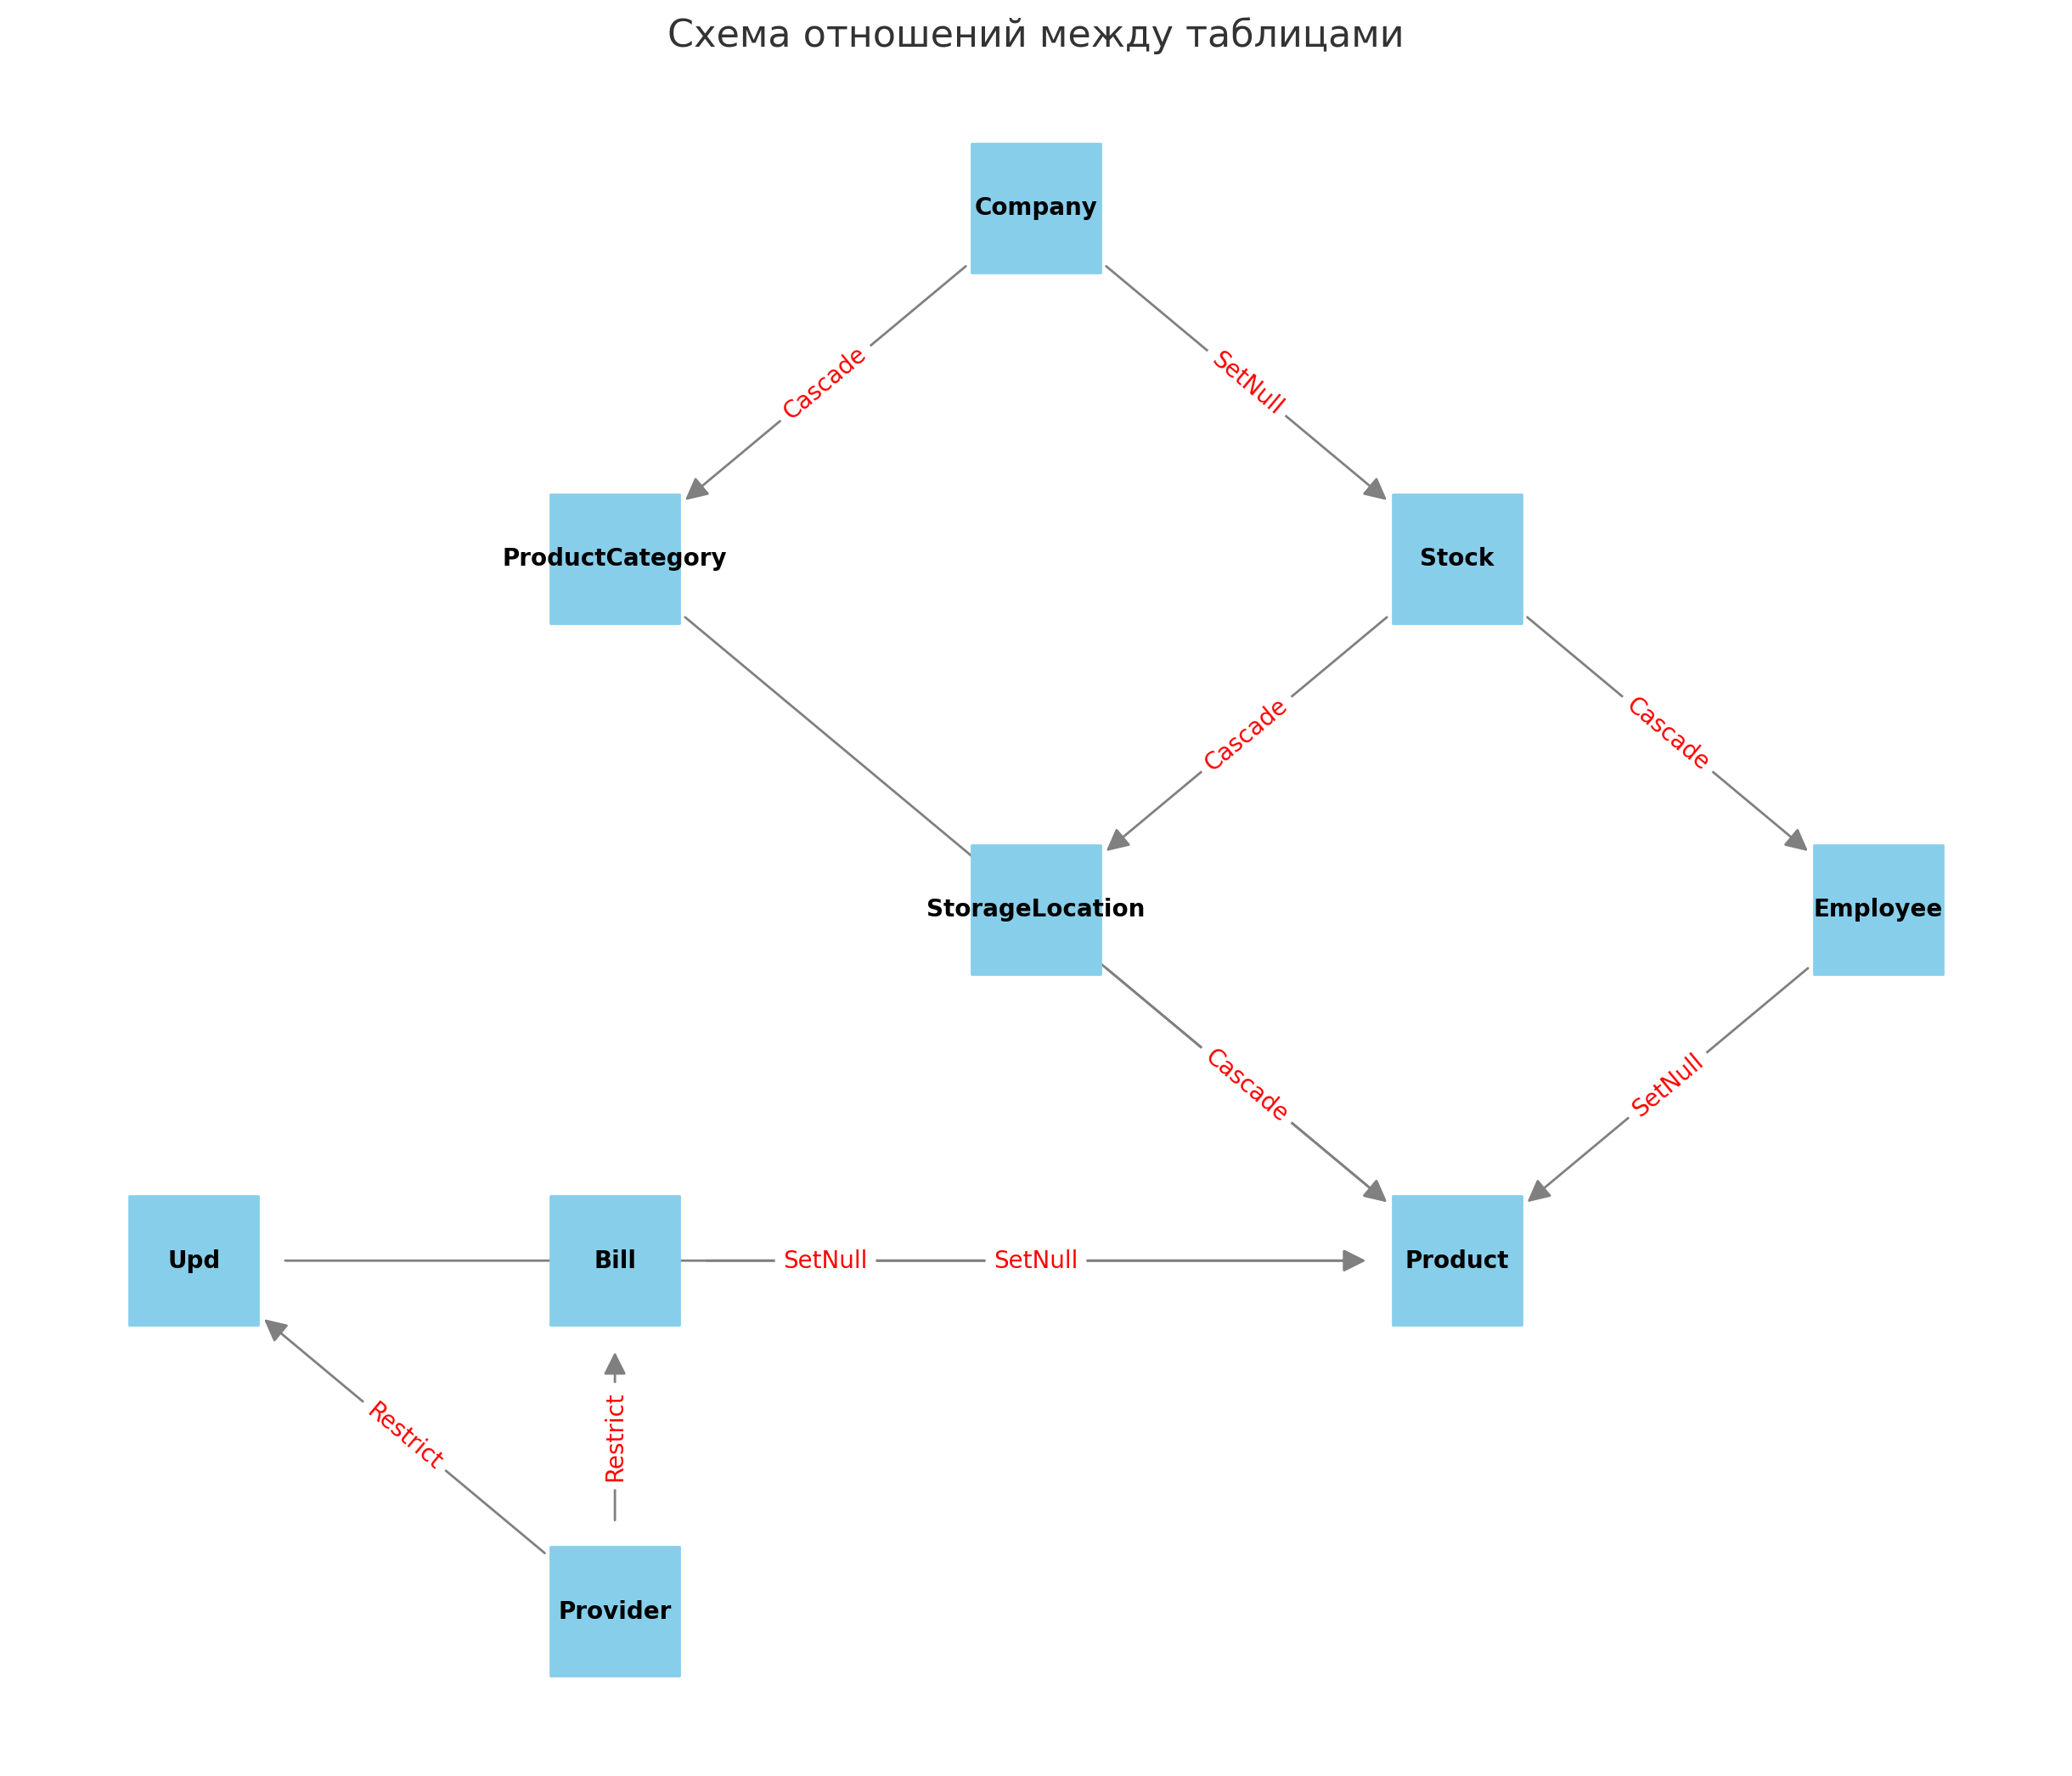 Схема отношений между таблицами
Company
Cascade
SetNull
ProductCategory
Stock
Cascade
Cascade
StorageLocation
Employee
Cascade
SetNull
Upd
Bill
SetNull
SetNull
Product
Restrict
Restrict
Provider